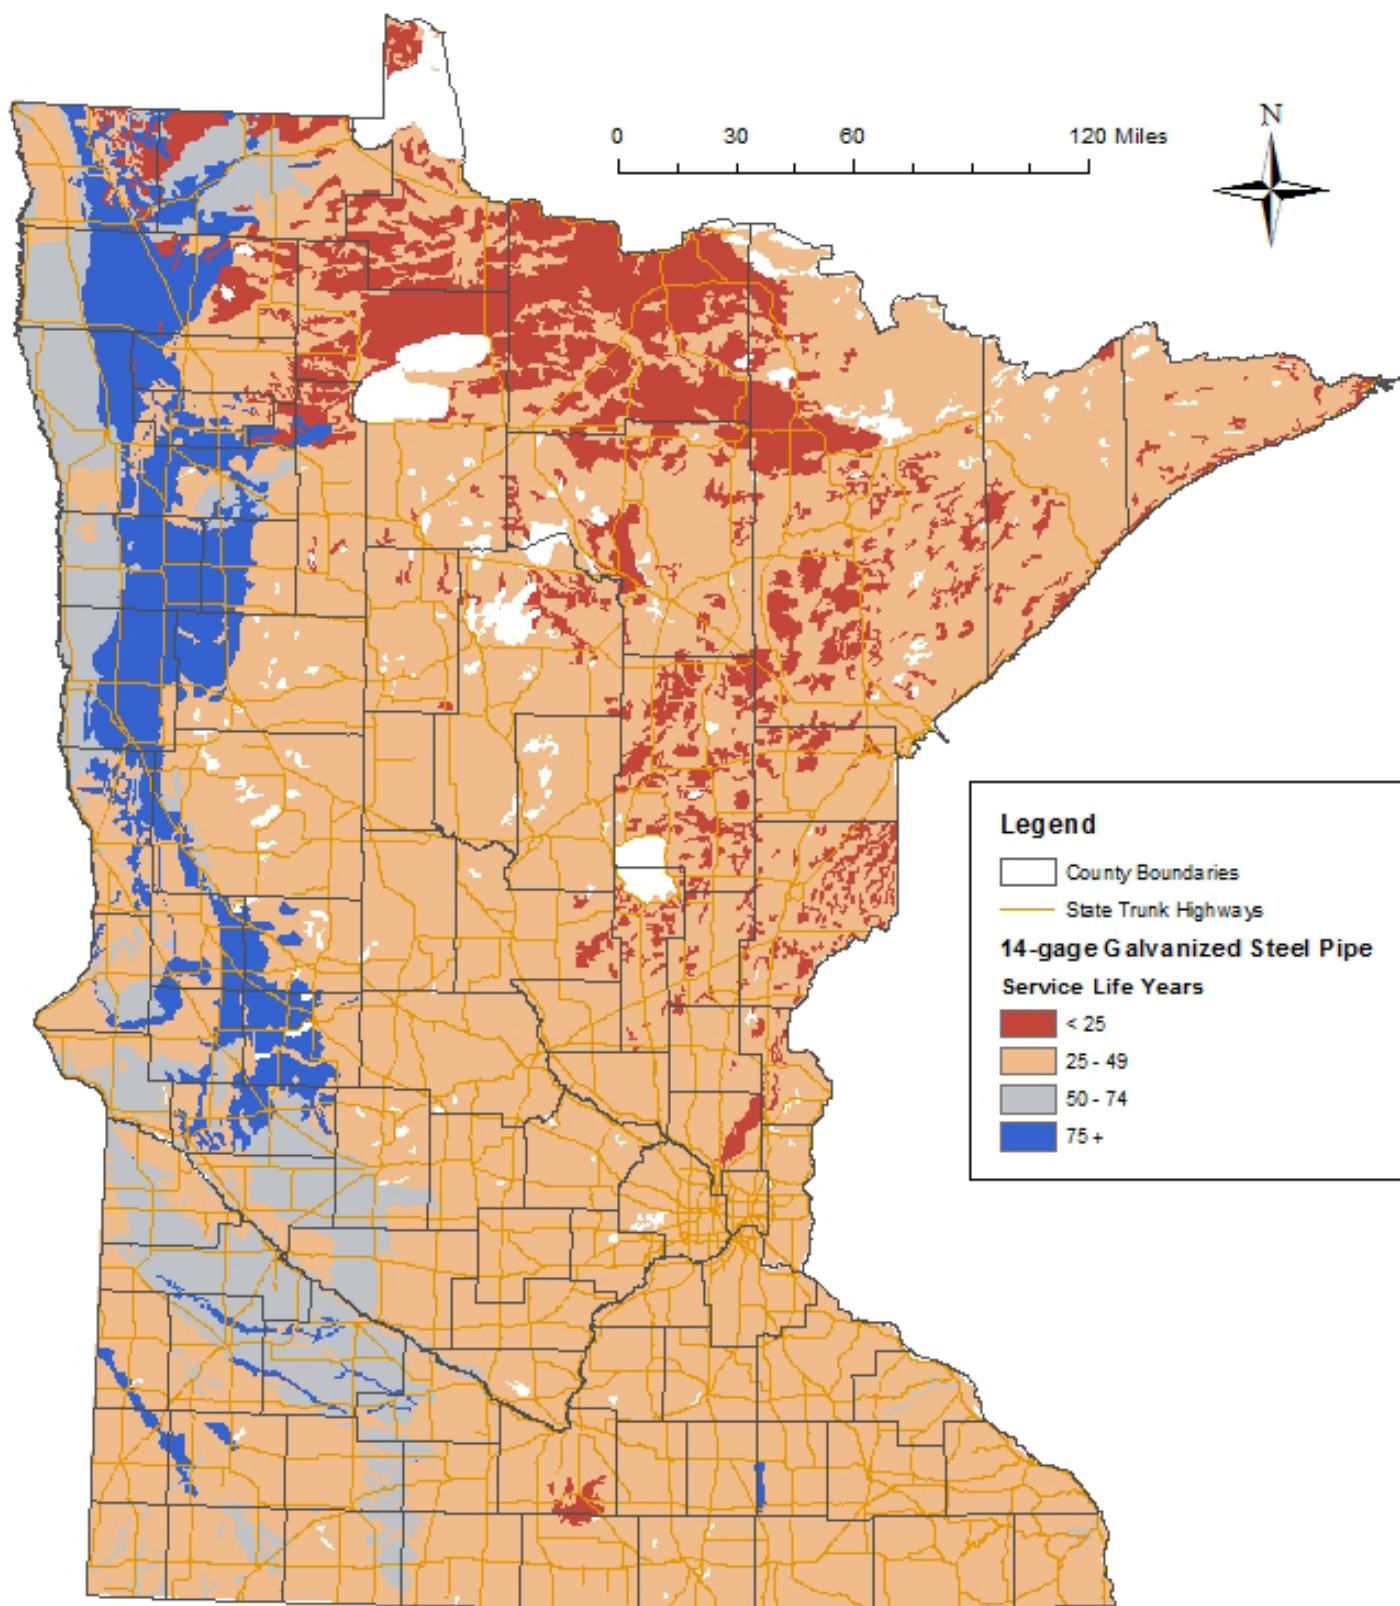 N
0 30 60 120 Miles
Legend
County Boundaries
State Trunk Highways
14-gage Galvanized Steel Pipe
Service Life Years
< 25
25 - 49
50 - 74
75 +